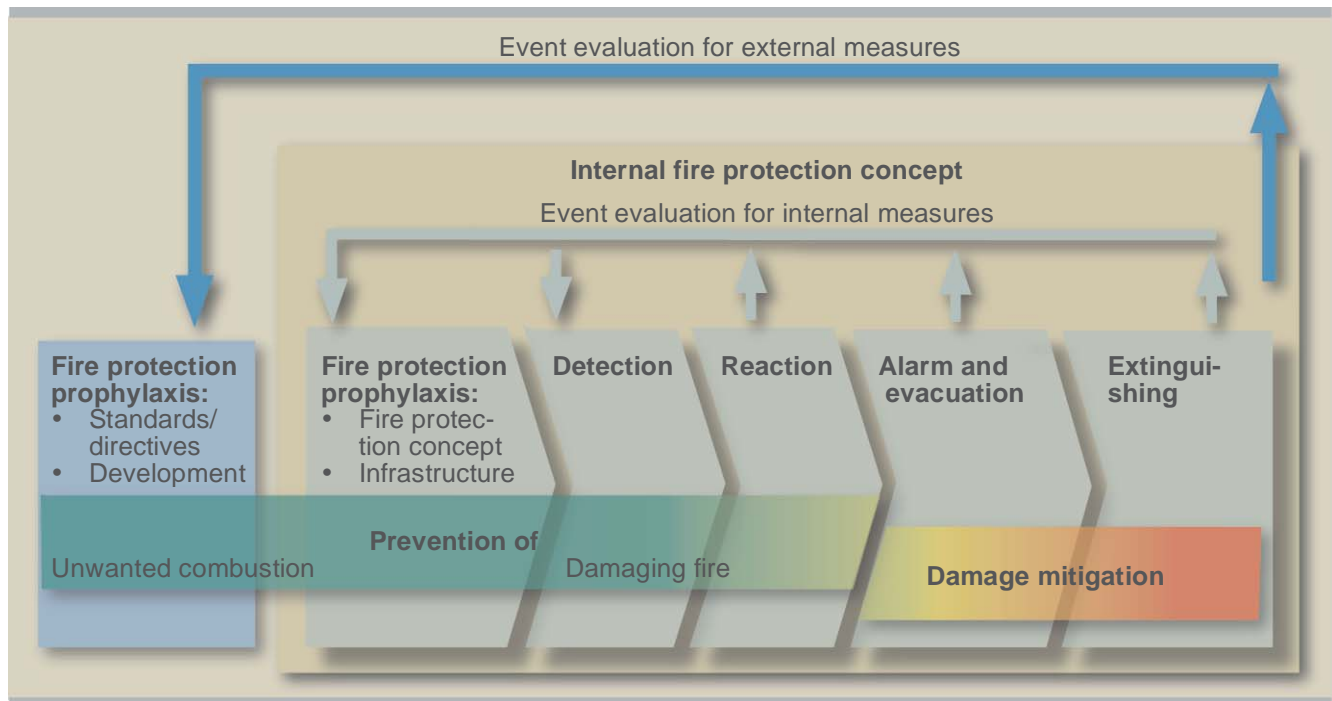 Event evaluation for external measures
Internal fire protection concept
Event evaluation for internal measures
Fire protection
prophylaxis:
• Standards/
directives
• Development
Fire protection
prophylaxis:
• Fire protec-
tion concept
• Infrastructure
Detection
Reaction
Alarm and
evacuation
Extingui-
shing
Prevention of
Unwanted combustion
Damaging fire
Damage mitigation